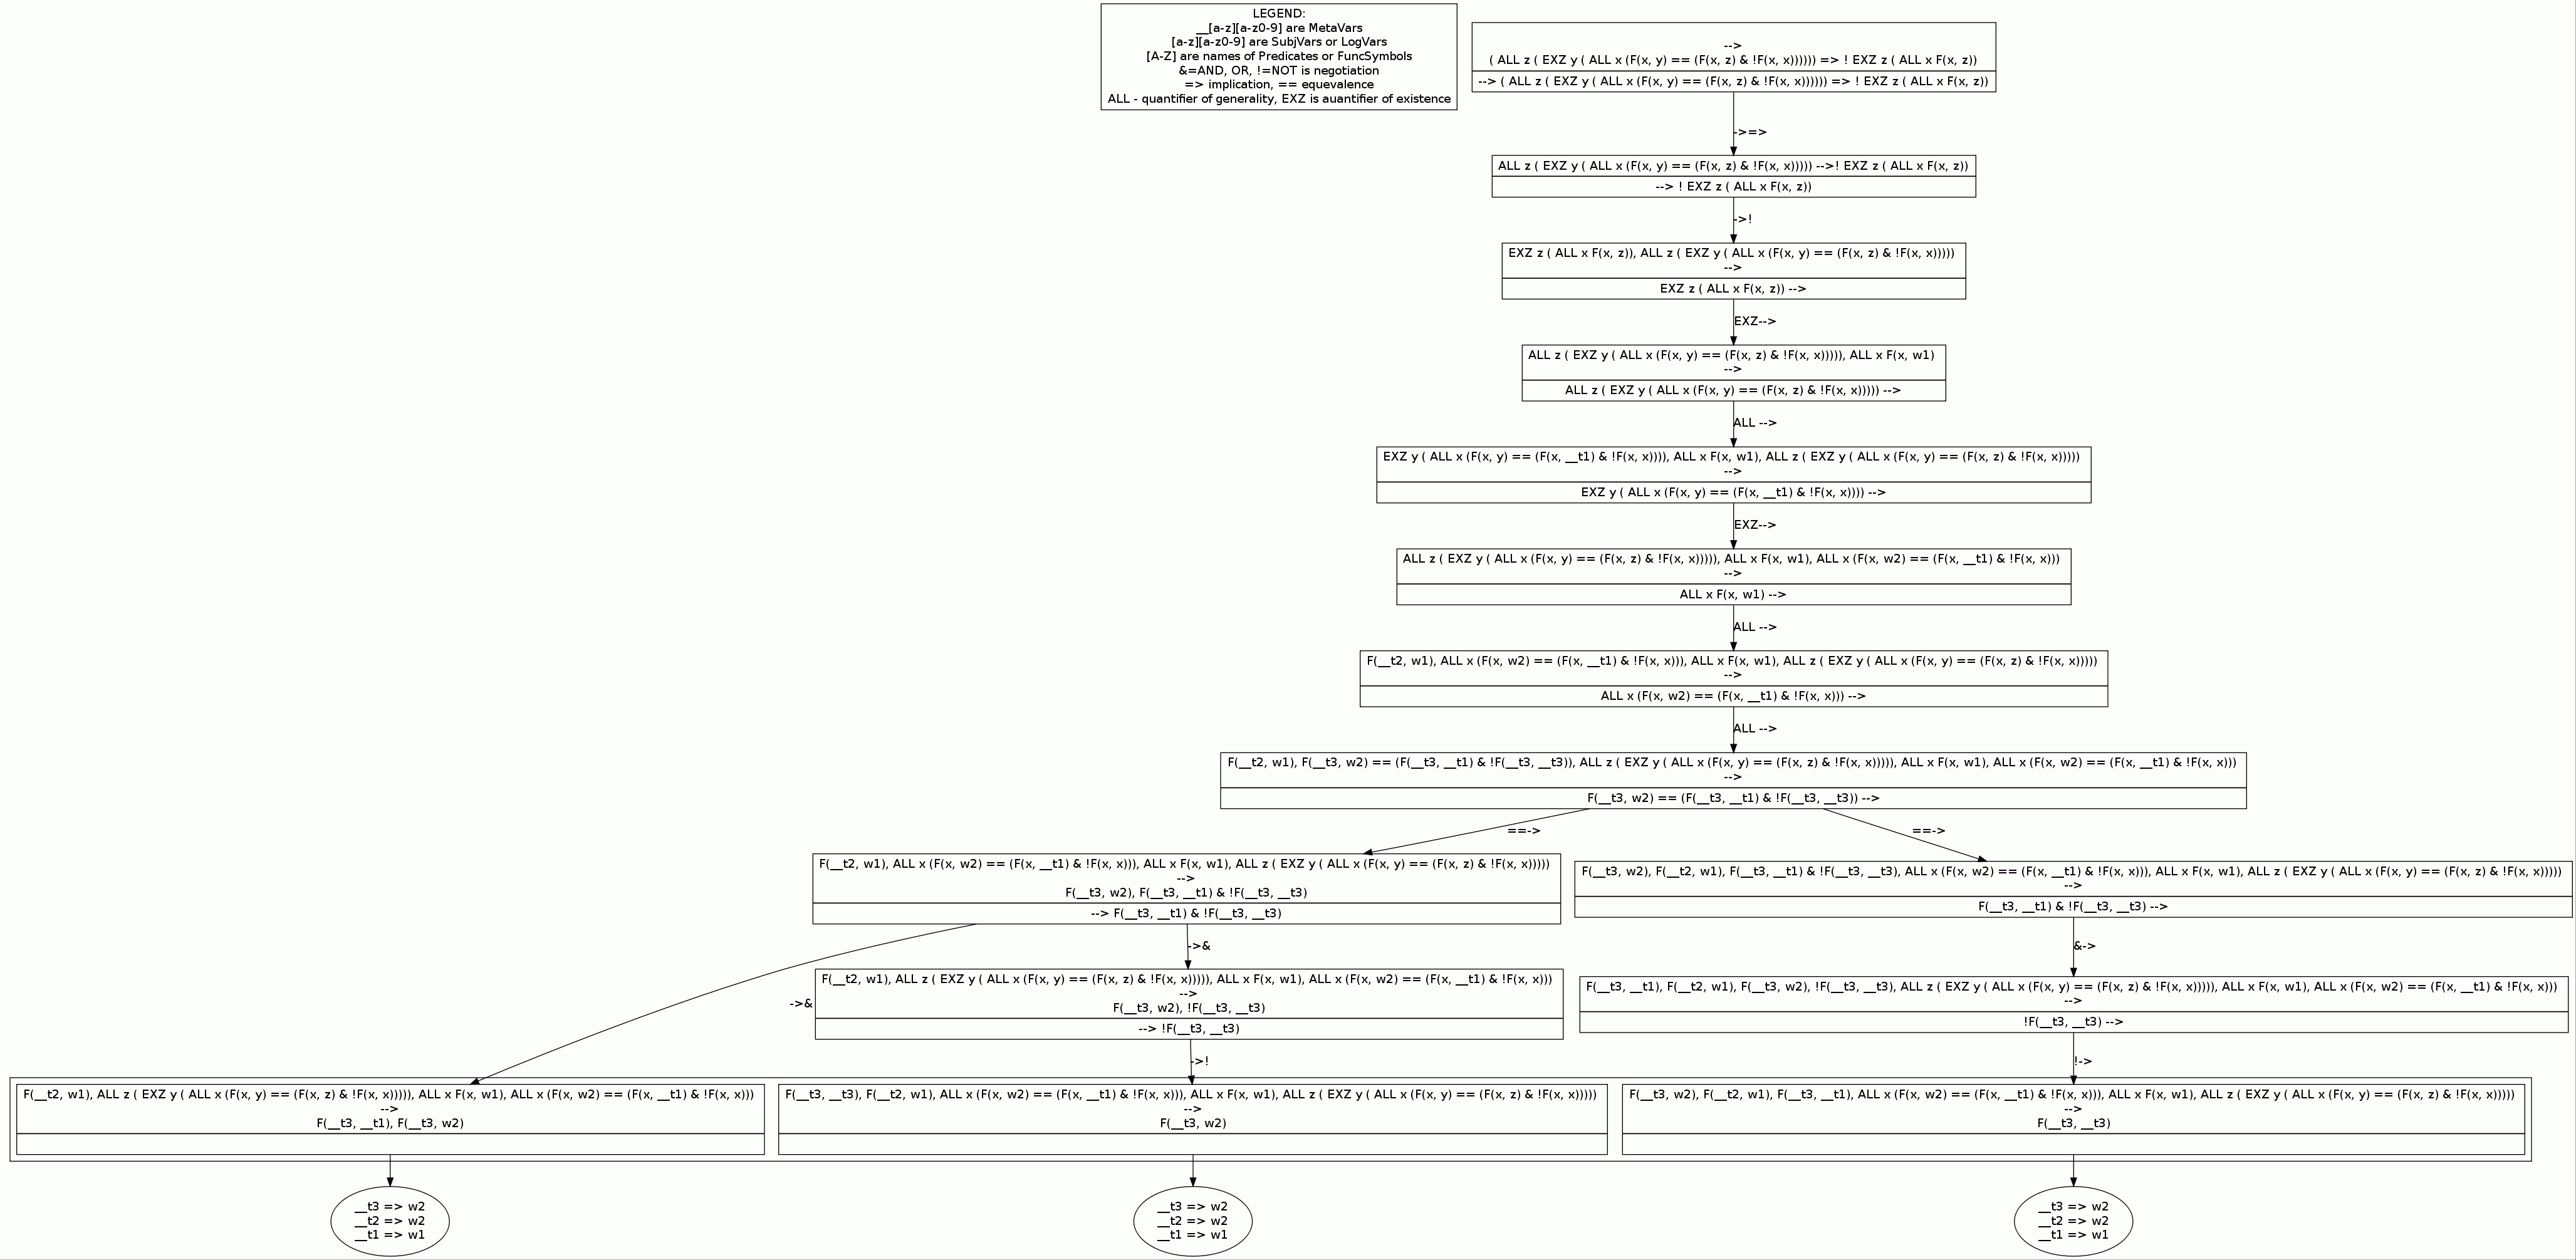 LEGEND:
__[a-z][a-z0-9] are MetaVars
[a-z][a-z0-9] are SubjVars or LogVars
[A-Z] are names of Predicates or FuncSymbols
&=AND, OR, !=NOT is negotiation
=> implication, == equevalence
ALL - quantifier of generality, EXZ is auantifier of existence
-->
( ALL z ( EXZ y ( ALL x (F(x, y) == (F(x, z) & !F(x, x)))))) => ! EXZ z ( ALL x F(x, z))
--> ( ALL z ( EXZ y ( ALL x (F(x, y) == (F(x, z) & !F(x, x)))))) => ! EXZ z ( ALL x F(x, z))
->=>
ALL z ( EXZ y ( ALL x (F(x, y) == (F(x, z) & !F(x, x))))) -->! EXZ z ( ALL x F(x, z))
--> ! EXZ z ( ALL x F(x, z))
->!
EXZ z ( ALL x F(x, z)), ALL z ( EXZ y ( ALL x (F(x, y) == (F(x, z) & !F(x, x)))))
-->
EXZ z ( ALL x F(x, z)) -->
EXZ-->
ALL z ( EXZ y ( ALL x (F(x, y) == (F(x, z) & !F(x, x))))), ALL x F(x, w1)
-->
ALL z ( EXZ y ( ALL x (F(x, y) == (F(x, z) & !F(x, x))))) -->
ALL -->
EXZ y ( ALL x (F(x, y) == (F(x, __t1) & !F(x, x)))), ALL x F(x, w1), ALL z ( EXZ y ( ALL x (F(x, y) == (F(x, z) & !F(x, x)))))
-->
EXZ y ( ALL x (F(x, y) == (F(x, __t1) & !F(x, x)))) -->
EXZ-->
ALL z ( EXZ y ( ALL x (F(x, y) == (F(x, z) & !F(x, x))))), ALL x F(x, w1), ALL x (F(x, w2) == (F(x, __t1) & !F(x, x)))
-->
ALL x F(x, w1) -->
ALL -->
F(__t2, w1), ALL x (F(x, w2) == (F(x, __t1) & !F(x, x))), ALL x F(x, w1), ALL z ( EXZ y ( ALL x (F(x, y) == (F(x, z) & !F(x, x)))))
-->
ALL x (F(x, w2) == (F(x, __t1) & !F(x, x))) -->
ALL -->
F(__t2, w1), F(__t3, w2) == (F(__t3, __t1) & !F(__t3, __t3)), ALL z ( EXZ y ( ALL x (F(x, y) == (F(x, z) & !F(x, x))))), ALL x F(x, w1), ALL x (F(x, w2) == (F(x, __t1) & !F(x, x)))
-->
F(__t3, w2) == (F(__t3, __t1) & !F(__t3, __t3)) -->
==->
==->
F(__t2, w1), ALL x (F(x, w2) == (F(x, __t1) & !F(x, x))), ALL x F(x, w1), ALL z ( EXZ y ( ALL x (F(x, y) == (F(x, z) & !F(x, x)))))
-->
F(__t3, w2), F(__t3, __t1) & !F(__t3, __t3)
--> F(__t3, __t1) & !F(__t3, __t3)
F(__t3, w2), F(__t2, w1), F(__t3, __t1) & !F(__t3, __t3), ALL x (F(x, w2) == (F(x, __t1) & !F(x, x))), ALL x F(x, w1), ALL z ( EXZ y ( ALL x (F(x, y) == (F(x, z) & !F(x, x)))))
-->
F(__t3, __t1) & !F(__t3, __t3) -->
->&
->&
&->
F(__t2, w1), ALL z ( EXZ y ( ALL x (F(x, y) == (F(x, z) & !F(x, x))))), ALL x F(x, w1), ALL x (F(x, w2) == (F(x, __t1) & !F(x, x)))
-->
F(__t3, w2), !F(__t3, __t3)
--> !F(__t3, __t3)
F(__t3, __t1), F(__t2, w1), F(__t3, w2), !F(__t3, __t3), ALL z ( EXZ y ( ALL x (F(x, y) == (F(x, z) & !F(x, x))))), ALL x F(x, w1), ALL x (F(x, w2) == (F(x, __t1) & !F(x, x)))
-->
!F(__t3, __t3) -->
->!
!->
F(__t2, w1), ALL z ( EXZ y ( ALL x (F(x, y) == (F(x, z) & !F(x, x))))), ALL x F(x, w1), ALL x (F(x, w2) == (F(x, __t1) & !F(x, x)))
-->
F(__t3, __t1), F(__t3, w2)
F(__t3, __t3), F(__t2, w1), ALL x (F(x, w2) == (F(x, __t1) & !F(x, x))), ALL x F(x, w1), ALL z ( EXZ y ( ALL x (F(x, y) == (F(x, z) & !F(x, x)))))
-->
F(__t3, w2)
F(__t3, w2), F(__t2, w1), F(__t3, __t1), ALL x (F(x, w2) == (F(x, __t1) & !F(x, x))), ALL x F(x, w1), ALL z ( EXZ y ( ALL x (F(x, y) == (F(x, z) & !F(x, x)))))
-->
F(__t3, __t3)
__t3 => w2
__t2 => w2
__t1 => w1
__t3 => w2
__t2 => w2
__t1 => w1
__t3 => w2
__t2 => w2
__t1 => w1